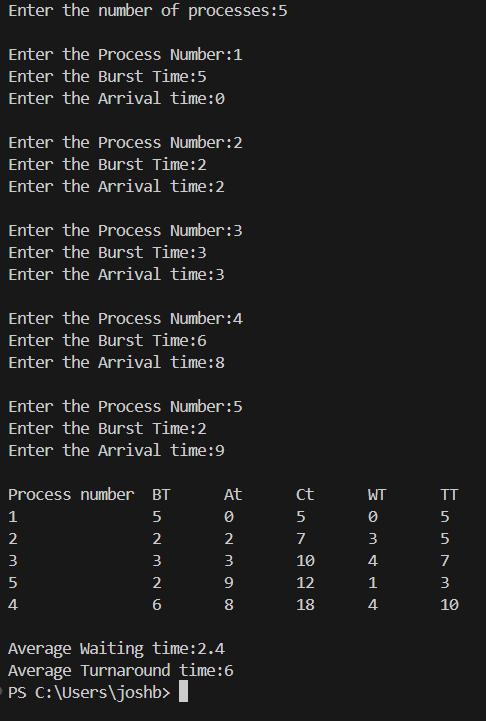 Enter the number of processes:5
Enter the Process Number:1
Enter the Burst Time:5
Enter the Arrival time:0
Enter the Process Number:2
Enter the Burst Time:2
Enter the Arrival time:2
Enter the Process Number:3
Enter the Burst Time:3
Enter the Arrival time:3
Enter the Process Number:4
Enter the Burst Time:6
Enter the Arrival time:8
Enter the Process Number:5
Enter the Burst Time:2
Enter the Arrival time:9
Process number BT At Ct WT TT
1 5 0 5 0 5
2 2 2 7 3 5
3 3 3 10 4 7
5 2 9 12 1 3
4 6 8 18 4 10
Average Waiting time:2.4
Average Turnaround time:6
PS C:\Users\joshb>